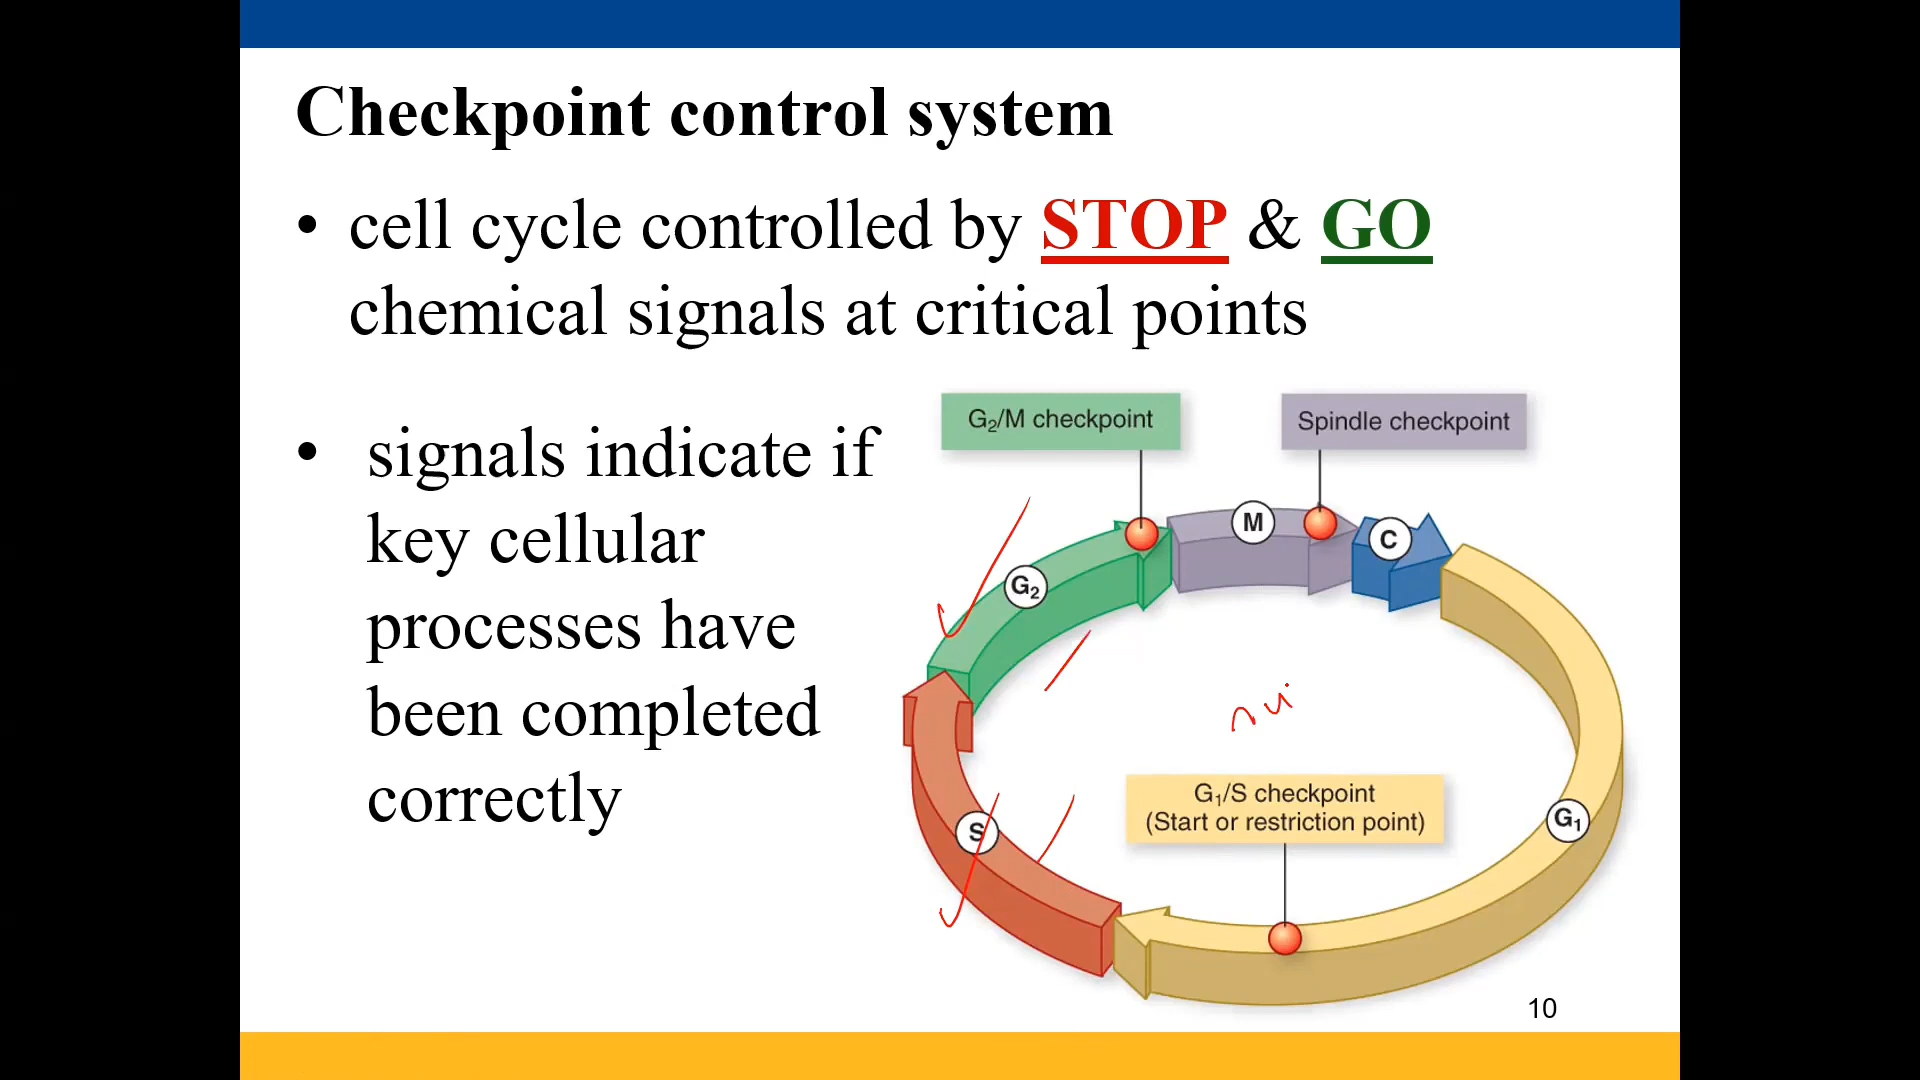 Checkpoint control system
• cell cycle controlled by STOP & GO
chemical signals at critical points
• signals indicate if
key cellular
processes have
been completed
correctly
G₂/M checkpoint
Spindle checkpoint
M
C
G₂
S
G₁/S checkpoint
(Start or restriction point)
G₁
10